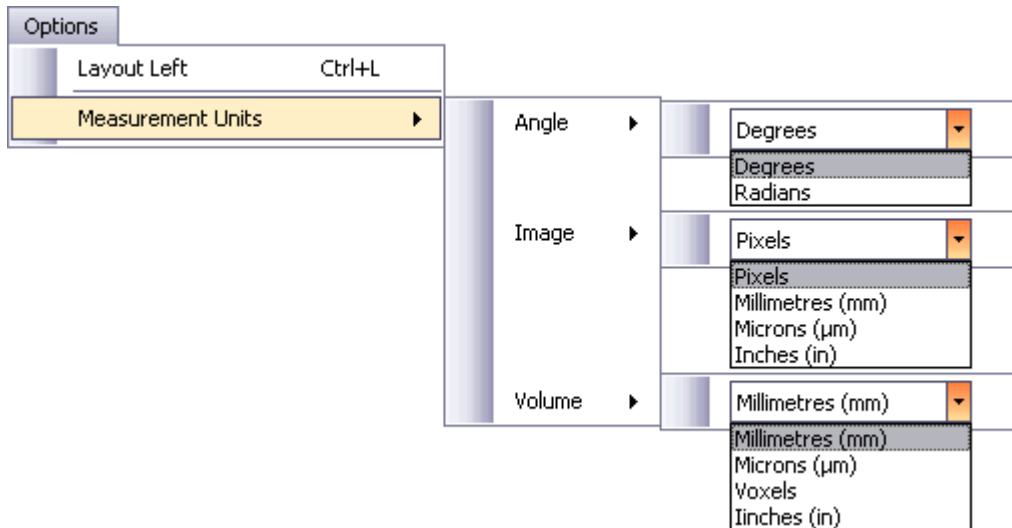 Options
Layout Left Ctrl+L
Measurement Units
Angle
Degrees
Degrees
Radians
Image
Pixels
Pixels
Millimetres (mm)
Microns (µm)
Inches (in)
Volume
Millimetres (mm)
Millimetres (mm)
Microns (µm)
Voxels
Iinches (in)